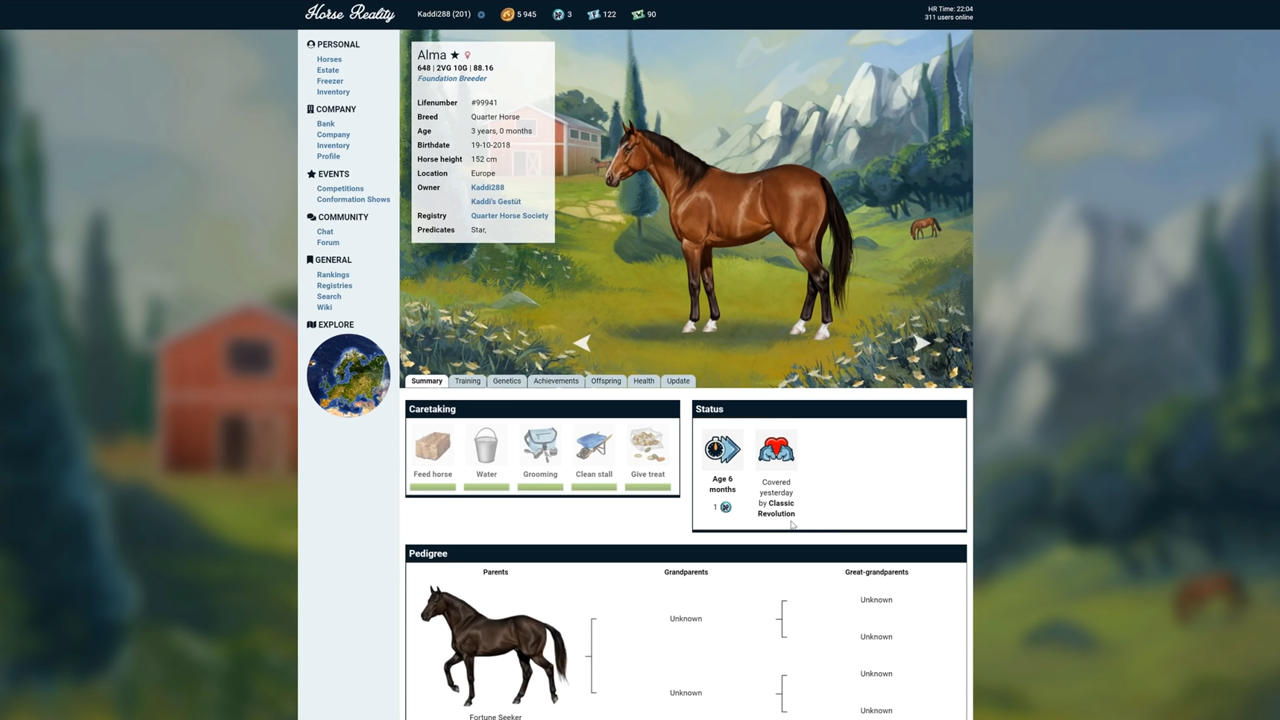 Horse Reality
Kaddi288 (201)
5 945
3
122
90
HR Time: 22:04
311 users online
PERSONAL
Horses
Estate
Freezer
Inventory
COMPANY
Bank
Company
Inventory
Profile
EVENTS
Competitions
Conformation Shows
COMMUNITY
Chat
Forum
GENERAL
Rankings
Registries
Search
Wiki
EXPLORE
Alma ★ ♀
648 | 2VG 10G | 88.16
Foundation Breeder
Lifenumber #99941
Breed Quarter Horse
Age 3 years, 0 months
Birthdate 19-10-2018
Horse height 152 cm
Location Europe
Owner Kaddi288
Kaddi's Gestüt
Registry Quarter Horse Society
Predicates Star,
Summary Training Genetics Achievements Offspring Health Update
Caretaking
Feed horse Water Grooming Clean stall Give treat
Status
Age 6
months
1
Covered
yesterday
by Classic
Revolution
Pedigree
Parents Grandparents Great-grandparents
Unknown
Unknown
Unknown
Unknown
Unknown
Unknown
Fortune Seeker